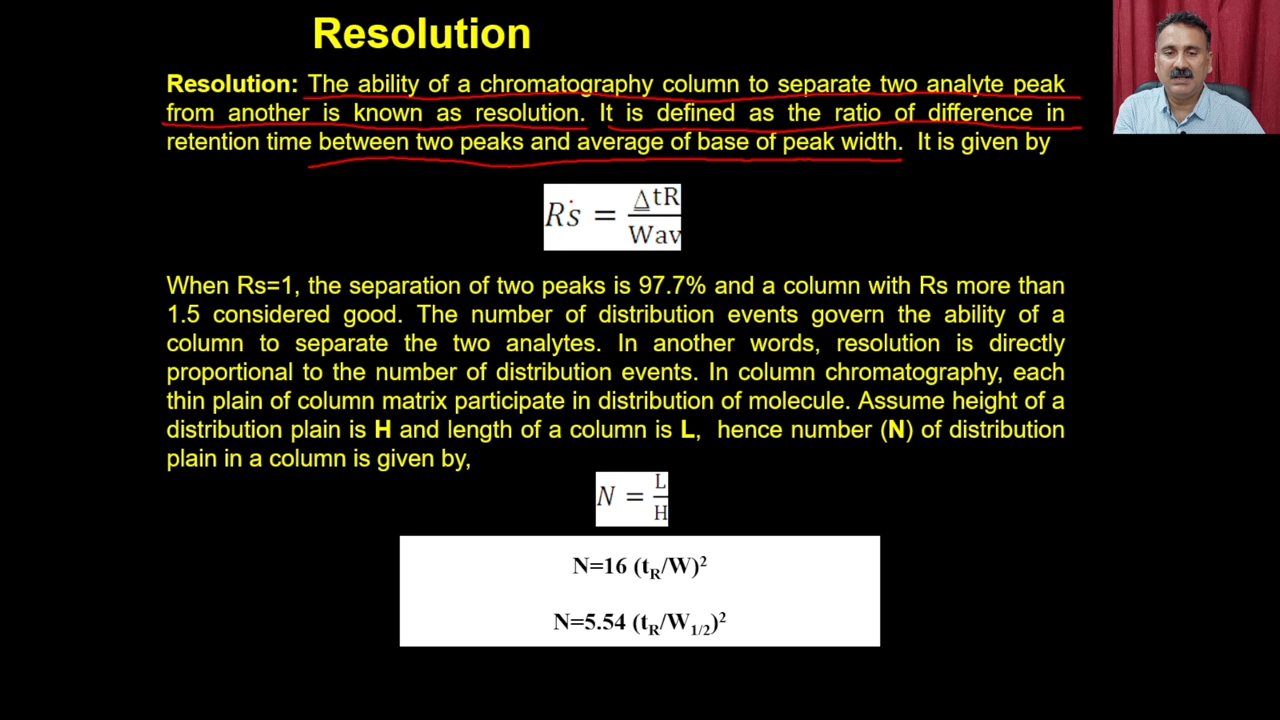 Resolution
Resolution: The ability of a chromatography column to separate two analyte peak
from another is known as resolution. It is defined as the ratio of difference in
retention time between two peaks and average of base of peak width. It is given by
Rs = ΔtR/Wav
When Rs=1, the separation of two peaks is 97.7% and a column with Rs more than
1.5 considered good. The number of distribution events govern the ability of a
column to separate the two analytes. In another words, resolution is directly
proportional to the number of distribution events. In column chromatography, each
thin plain of column matrix participate in distribution of molecule. Assume height of a
distribution plain is H and length of a column is L, hence number (N) of distribution
plain in a column is given by,
N = L/H
N=16 (tR/W)²
N=5.54 (tR/W1/2)²